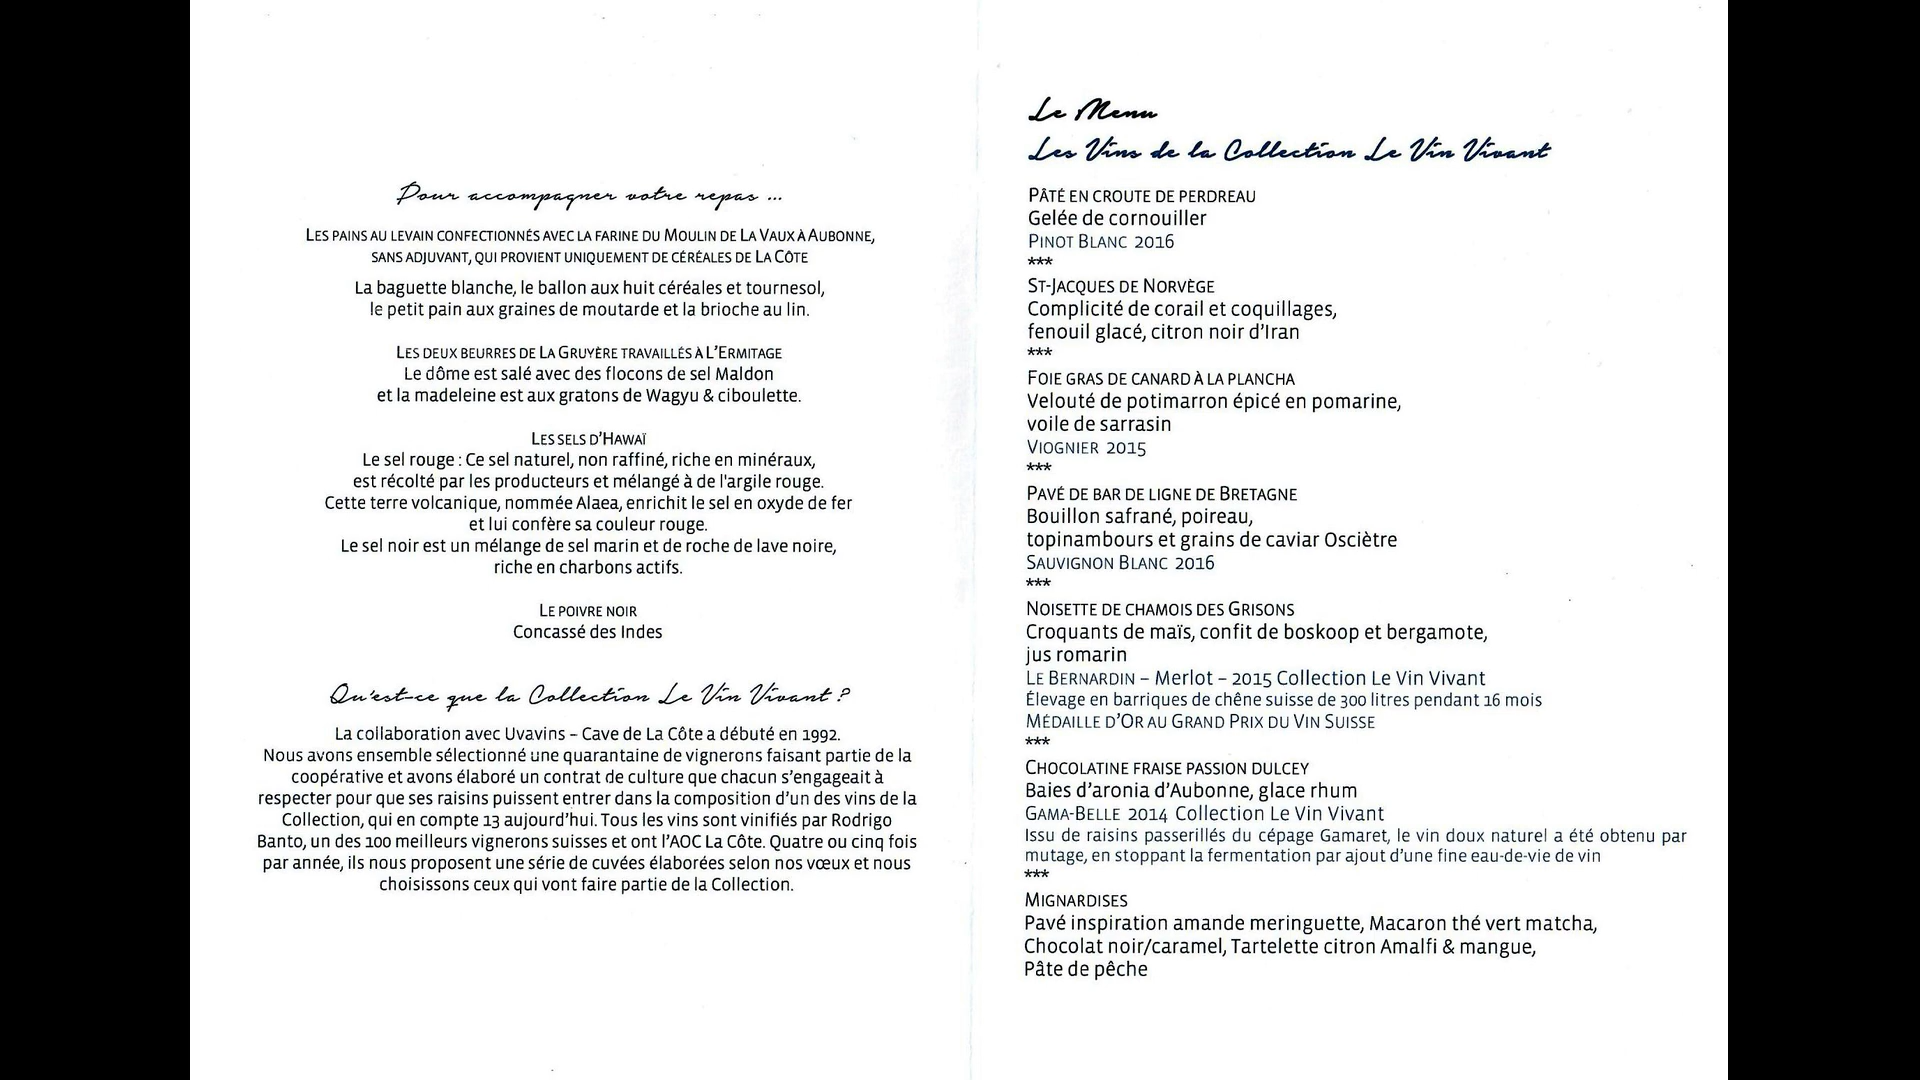 Pour accompagner votre repas ...
Les pains au levain confectionnés avec la farine du Moulin de La Vaux à Aubonne,
sans adjuvant, qui provient uniquement de céréales de La Côte
La baguette blanche, le ballon aux huit céréales et tournesol,
le petit pain aux graines de moutarde et la brioche au lin.
Les deux beurres de La Gruyère travaillés à L'Ermitage
Le dôme est salé avec des flocons de sel Maldon
et la madeleine est aux gratons de Wagyu & ciboulette.
Les sels d'Hawaï
Le sel rouge : Ce sel naturel, non raffiné, riche en minéraux,
est récolté par les producteurs et mélangé à de l'argile rouge.
Cette terre volcanique, nommée Alaea, enrichit le sel en oxyde de fer
et lui confère sa couleur rouge.
Le sel noir est un mélange de sel marin et de roche de lave noire,
riche en charbons actifs.
Le poivre noir
Concassé des Indes
Qu'est-ce que la Collection Le Vin Vivant ?
La collaboration avec Uvavins – Cave de La Côte a débuté en 1992.
Nous avons ensemble sélectionné une quarantaine de vignerons faisant partie de la
coopérative et avons élaboré un contrat de culture que chacun s'engageait à
respecter pour que ses raisins puissent entrer dans la composition d'un des vins de la
Collection, qui en compte 13 aujourd'hui. Tous les vins sont vinifiés par Rodrigo
Banto, un des 100 meilleurs vignerons suisses et ont l'AOC La Côte. Quatre ou cinq fois
par année, ils nous proposent une série de cuvées élaborées selon nos vœux et nous
choisissons ceux qui vont faire partie de la Collection.
Le Menu
Les Vins de la Collection Le Vin Vivant
Pâté en croute de perdreau
Gelée de cornouiller
Pinot Blanc 2016
***
St-Jacques de Norvège
Complicité de corail et coquillages,
fenouil glacé, citron noir d'Iran
***
Foie gras de canard à la plancha
Velouté de potimarron épicé en pomarine,
voile de sarrasin
Viognier 2015
***
Pavé de bar de ligne de Bretagne
Bouillon safrané, poireau,
topinambours et grains de caviar Osciètre
Sauvignon Blanc 2016
***
Noisette de chamois des Grisons
Croquants de maïs, confit de boskoop et bergamote,
jus romarin
Le Bernardin – Merlot – 2015 Collection Le Vin Vivant
Élevage en barriques de chêne suisse de 300 litres pendant 16 mois
Médaille d'Or au Grand Prix du Vin Suisse
***
Chocolatine fraise passion dulcey
Baies d'aronia d'Aubonne, glace rhum
Gama-Belle 2014 Collection Le Vin Vivant
Issu de raisins passerillés du cépage Gamaret, le vin doux naturel a été obtenu par
mutage, en stoppant la fermentation par ajout d'une fine eau-de-vie de vin
***
Mignardises
Pavé inspiration amande meringuette, Macaron thé vert matcha,
Chocolat noir/caramel, Tartelette citron Amalfi & mangue,
Pâte de pêche